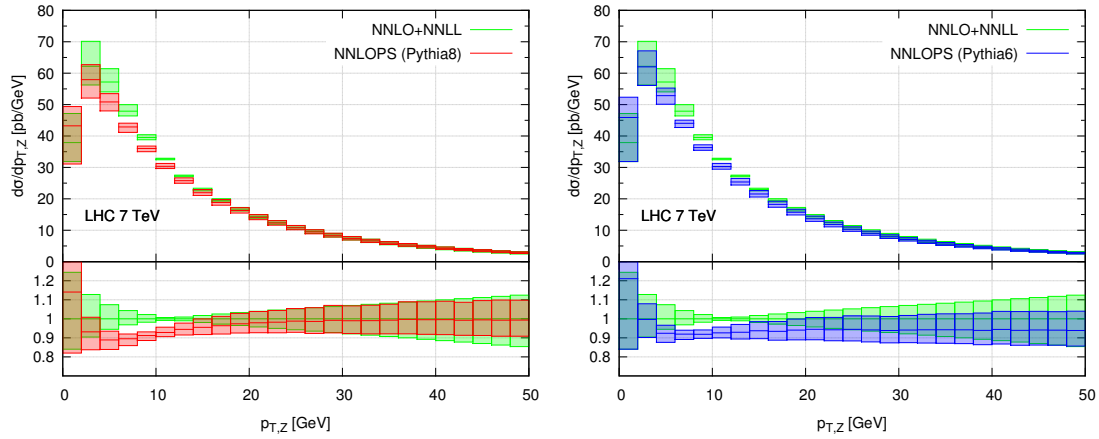 80
70
60
50
40
30
20
10
0
dσ/dp_T,Z [pb/GeV]
NNLO+NNLL
NNLOPS (Pythia8)
LHC 7 TeV
1.2
1.1
1
0.9
0.8
0 10 20 30 40 50
p_T,Z [GeV]
80
70
60
50
40
30
20
10
0
dσ/dp_T,Z [pb/GeV]
NNLO+NNLL
NNLOPS (Pythia6)
LHC 7 TeV
1.2
1.1
1
0.9
0.8
0 10 20 30 40 50
p_T,Z [GeV]